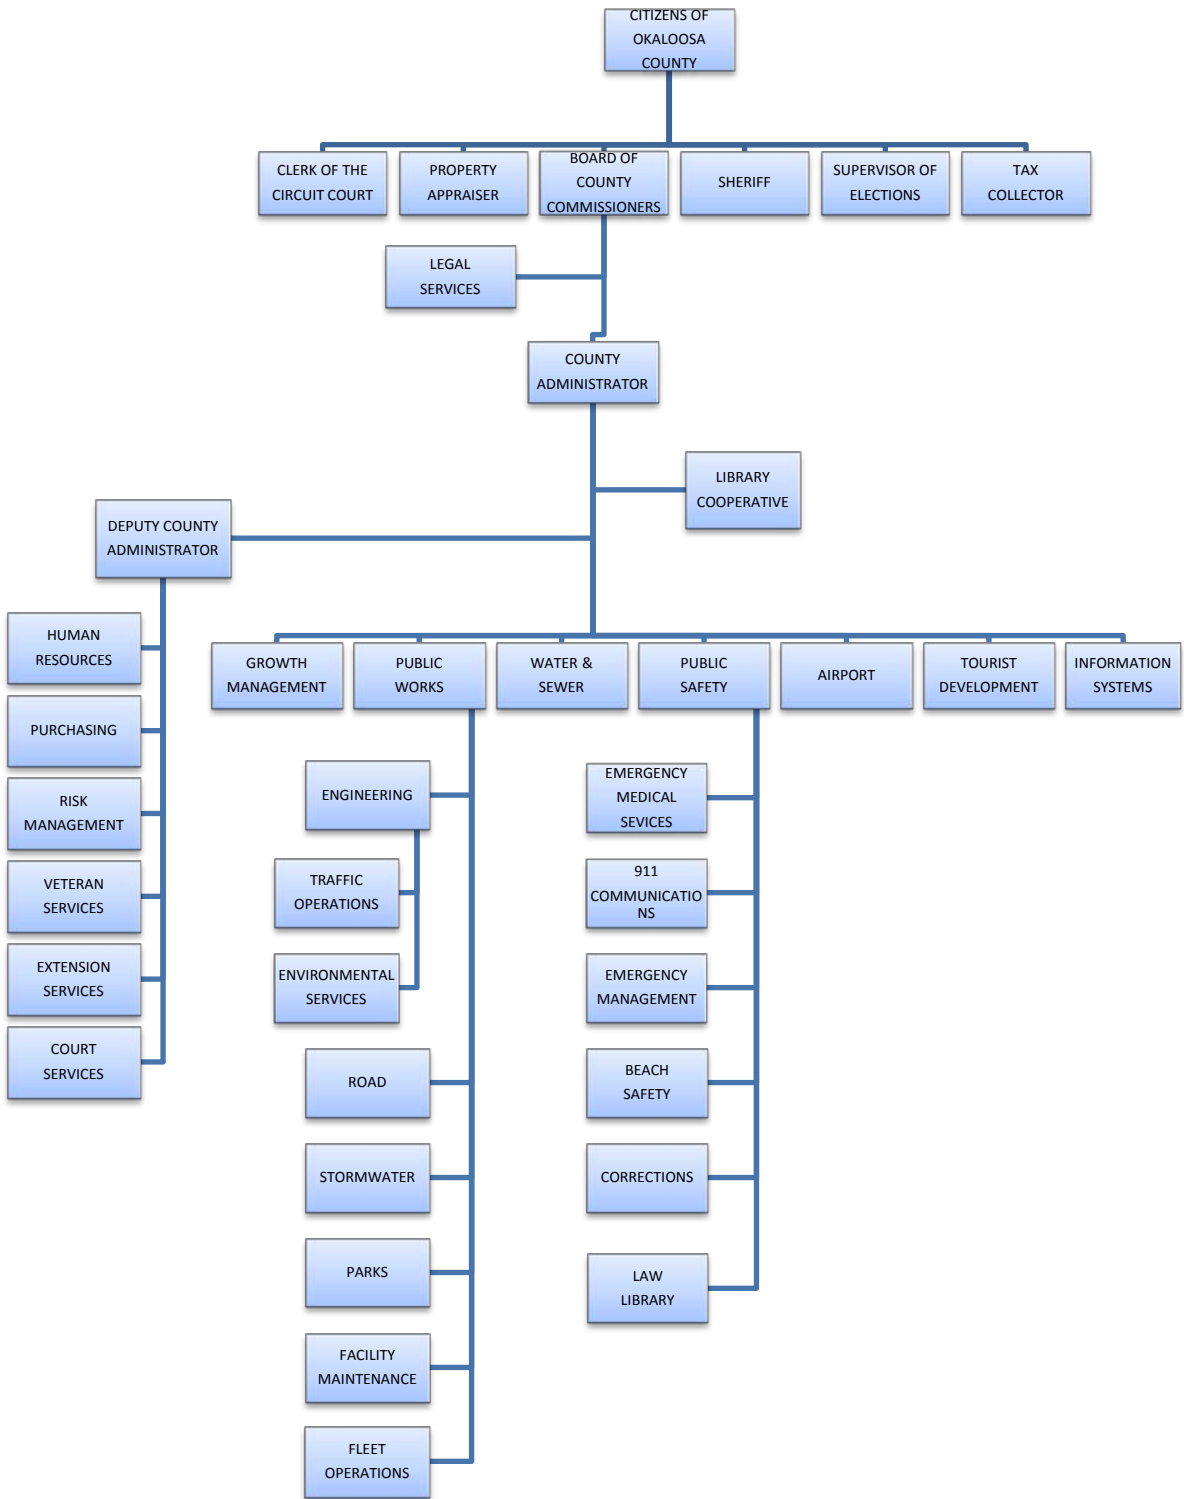 CITIZENS OF
OKALOOSA
COUNTY
CLERK OF THE
CIRCUIT COURT
PROPERTY
APPRAISER
BOARD OF
COUNTY
COMMISSIONERS
SHERIFF
SUPERVISOR OF
ELECTIONS
TAX
COLLECTOR
LEGAL
SERVICES
COUNTY
ADMINISTRATOR
LIBRARY
COOPERATIVE
DEPUTY COUNTY
ADMINISTRATOR
HUMAN
RESOURCES
PURCHASING
RISK
MANAGEMENT
VETERAN
SERVICES
EXTENSION
SERVICES
COURT
SERVICES
GROWTH
MANAGEMENT
PUBLIC
WORKS
WATER &
SEWER
PUBLIC
SAFETY
AIRPORT
TOURIST
DEVELOPMENT
INFORMATION
SYSTEMS
ENGINEERING
TRAFFIC
OPERATIONS
ENVIRONMENTAL
SERVICES
ROAD
STORMWATER
PARKS
FACILITY
MAINTENANCE
FLEET
OPERATIONS
EMERGENCY
MEDICAL
SEVICES
911
COMMUNICATIO
NS
EMERGENCY
MANAGEMENT
BEACH
SAFETY
CORRECTIONS
LAW
LIBRARY